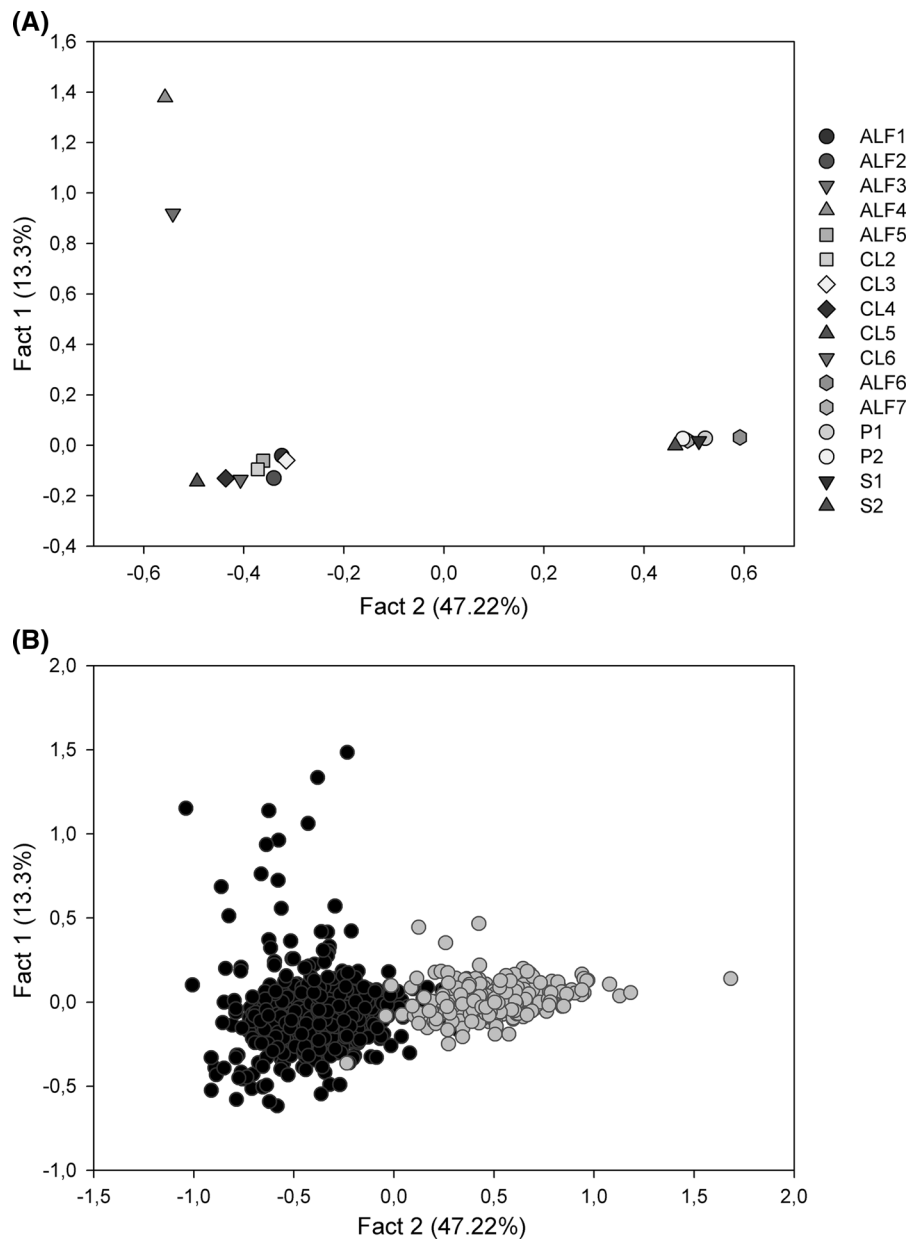 (A)
1,6
1,4
1,2
1,0
0,8
0,6
0,4
0,2
0,0
-0,2
-0,4
Fact 1 (13.3%)
-0,6 -0,4 -0,2 0,0 0,2 0,4 0,6
Fact 2 (47.22%)
ALF1
ALF2
ALF3
ALF4
ALF5
CL2
CL3
CL4
CL5
CL6
ALF6
ALF7
P1
P2
S1
S2
(B)
2,0
1,5
1,0
0,5
0,0
-0,5
-1,0
Fact 1 (13.3%)
-1,5 -1,0 -0,5 0,0 0,5 1,0 1,5 2,0
Fact 2 (47.22%)